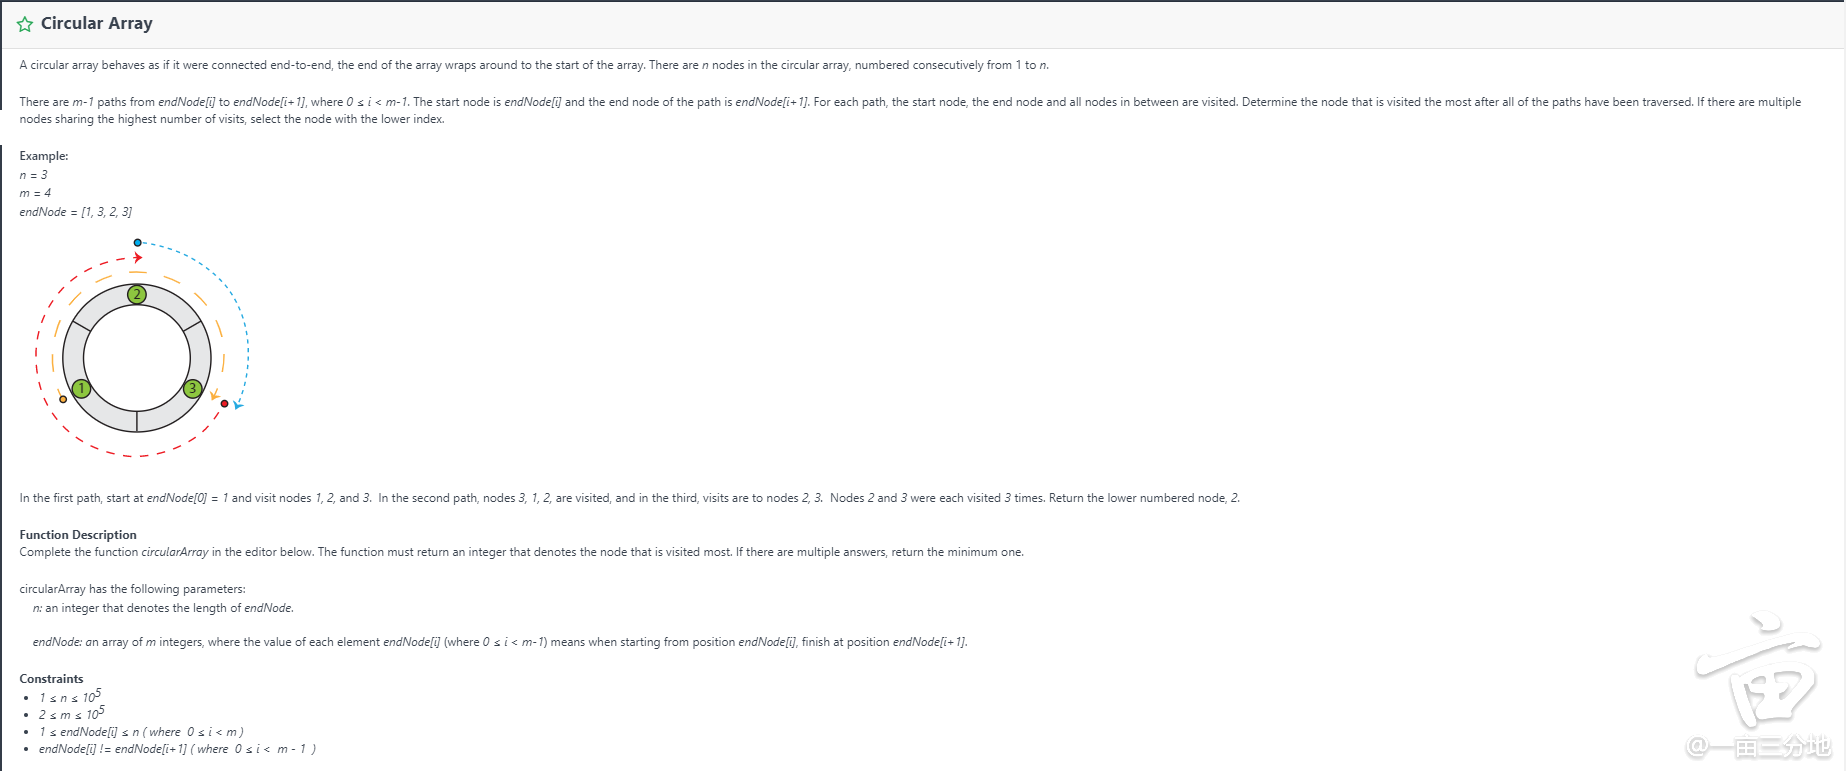 Circular Array
A circular array behaves as if it were connected end-to-end, the end of the array wraps around to the start of the array. There are n nodes in the circular array, numbered consecutively from 1 to n.
There are m-1 paths from endNode[i] to endNode[i+1], where 0 ≤ i < m-1. The start node is endNode[i] and the end node of the path is endNode[i+1]. For each path, the start node, the end node and all nodes in between are visited. Determine the node that is visited the most after all of the paths have been traversed. If there are multiple
nodes sharing the highest number of visits, select the node with the lower index.
Example:
n = 3
m = 4
endNode = [1, 3, 2, 3]
2
1
3
In the first path, start at endNode[0] = 1 and visit nodes 1, 2, and 3. In the second path, nodes 3, 1, 2, are visited, and in the third, visits are to nodes 2, 3. Nodes 2 and 3 were each visited 3 times. Return the lower numbered node, 2.
Function Description
Complete the function circularArray in the editor below. The function must return an integer that denotes the node that is visited most. If there are multiple answers, return the minimum one.
circularArray has the following parameters:
n: an integer that denotes the length of endNode.
endNode: an array of m integers, where the value of each element endNode[i] (where 0 ≤ i < m-1) means when starting from position endNode[i], finish at position endNode[i+1].
Constraints
• 1 ≤ n ≤ 10^5
• 2 ≤ m ≤ 10^5
• 1 ≤ endNode[i] ≤ n ( where 0 ≤ i < m )
• endNode[i] != endNode[i+1] ( where 0 ≤ i < m - 1 )
亩
@一亩三分地